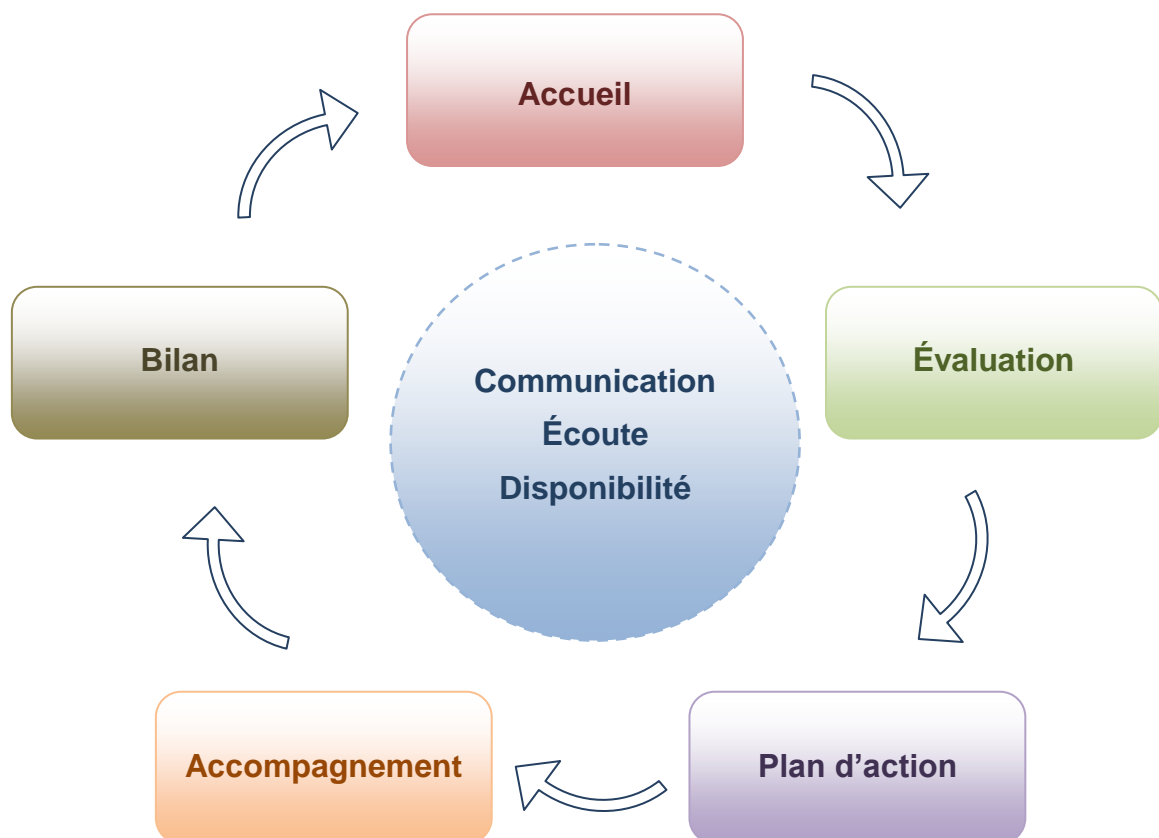 Accueil
Évaluation
Plan d’action
Accompagnement
Bilan
Communication
Écoute
Disponibilité